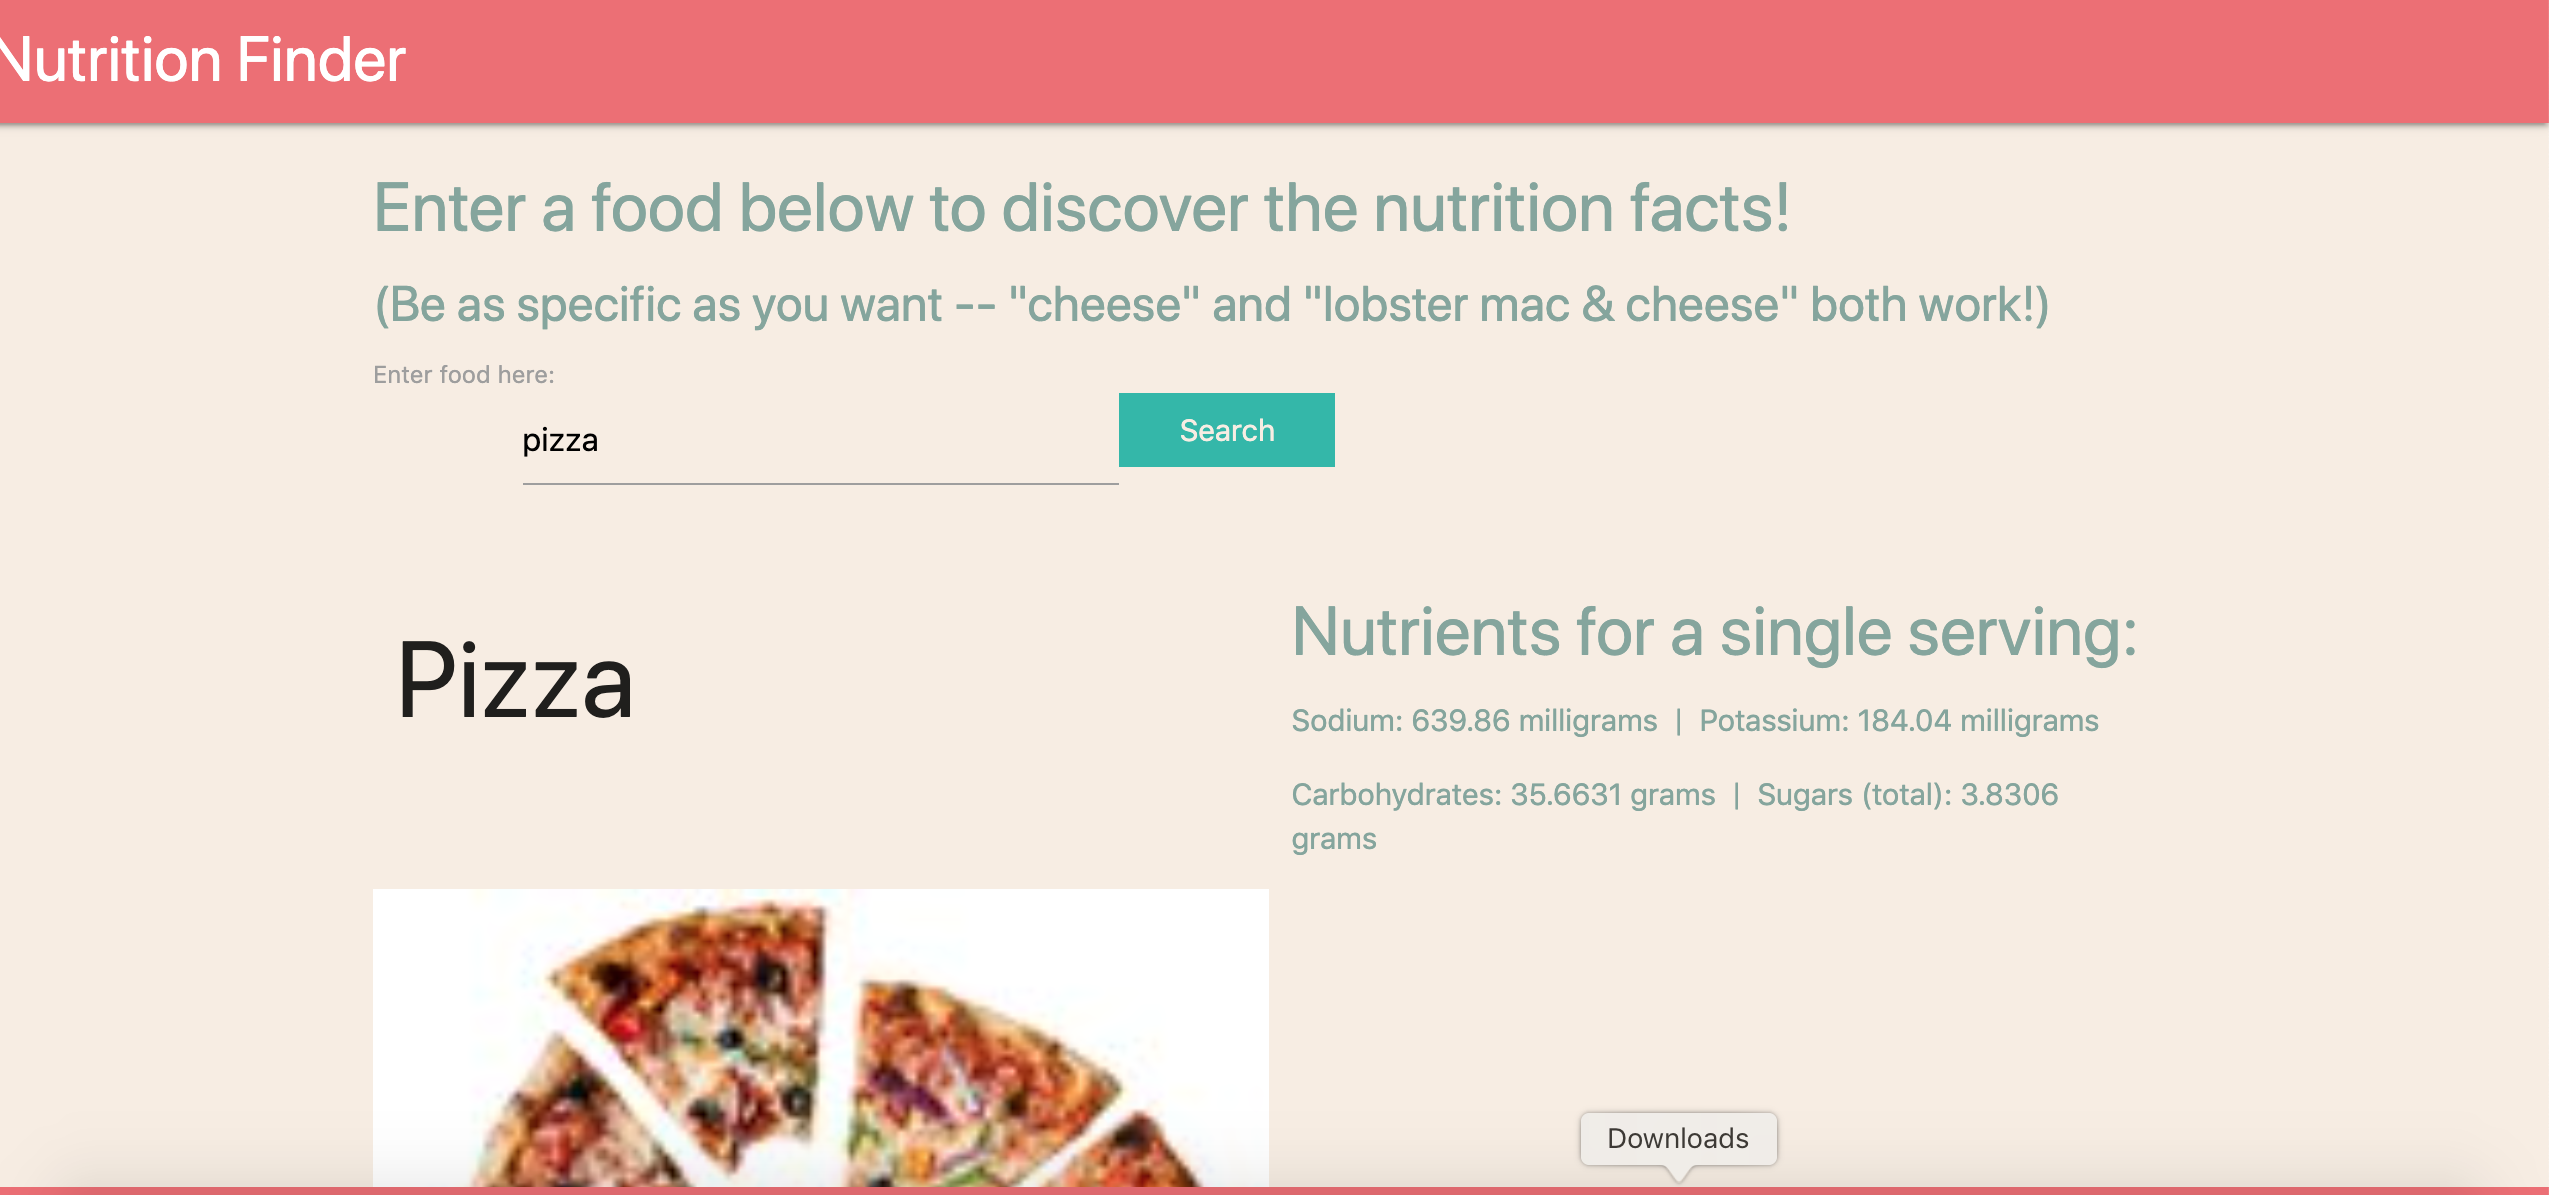 Nutrition Finder
Enter a food below to discover the nutrition facts!
(Be as specific as you want -- "cheese" and "lobster mac & cheese" both work!)
Enter food here:
pizza
Search
Pizza
Nutrients for a single serving:
Sodium: 639.86 milligrams | Potassium: 184.04 milligrams
Carbohydrates: 35.6631 grams | Sugars (total): 3.8306
grams
Downloads